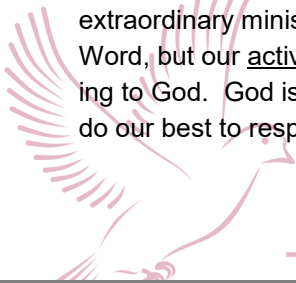 extraordinary minis
Word, but our activ
ing to God.  God is
do our best to resp